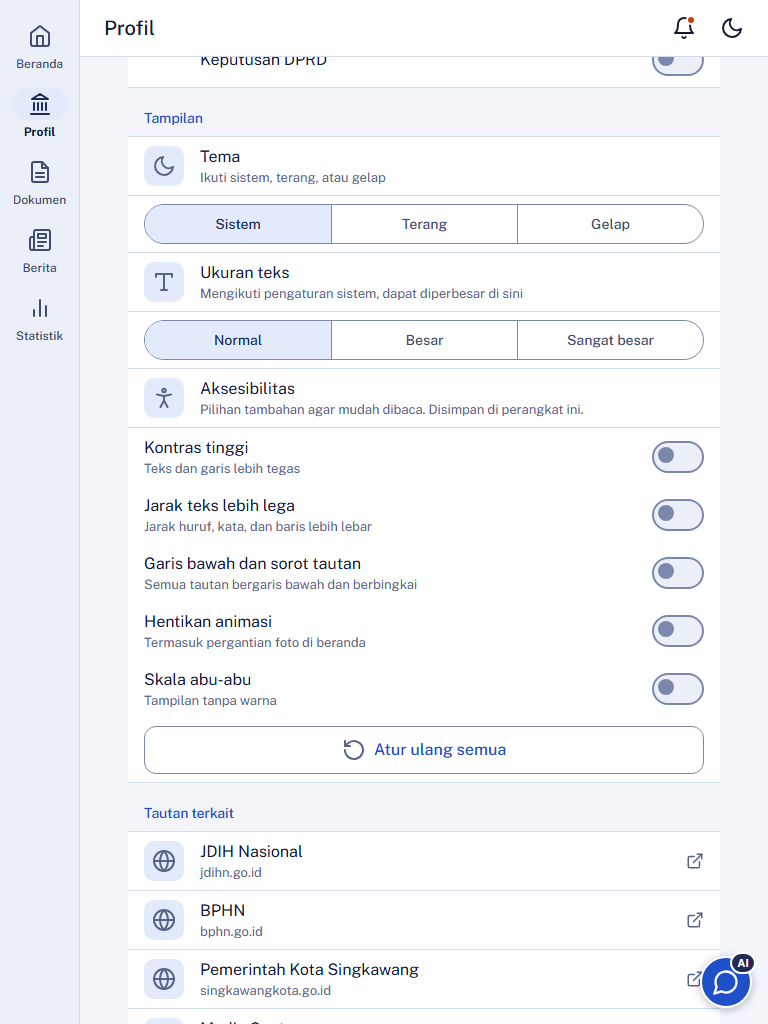 Profil
Beranda
Profil
Dokumen
Berita
Statistik
Keputusan DPRD
Tampilan
Tema
Ikuti sistem, terang, atau gelap
Sistem
Terang
Gelap
Ukuran teks
Mengikuti pengaturan sistem, dapat diperbesar di sini
Normal
Besar
Sangat besar
Aksesibilitas
Pilihan tambahan agar mudah dibaca. Disimpan di perangkat ini.
Kontras tinggi
Teks dan garis lebih tegas
Jarak teks lebih lega
Jarak huruf, kata, dan baris lebih lebar
Garis bawah dan sorot tautan
Semua tautan bergaris bawah dan berbingkai
Hentikan animasi
Termasuk pergantian foto di beranda
Skala abu-abu
Tampilan tanpa warna
Atur ulang semua
Tautan terkait
JDIH Nasional
jdihn.go.id
BPHN
bphn.go.id
Pemerintah Kota Singkawang
singkawangkota.go.id
AI